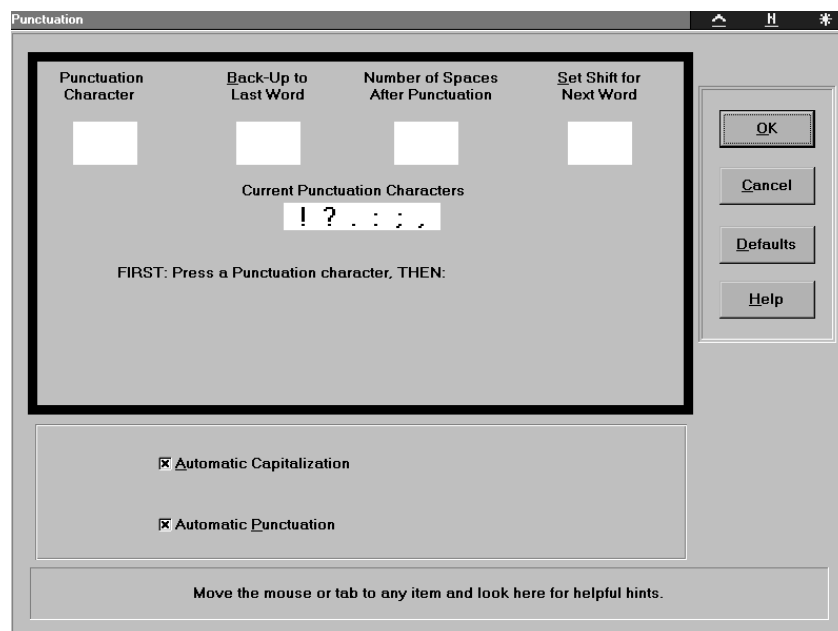 Punctuation
N
Punctuation Character
Back-Up to Last Word
Number of Spaces After Punctuation
Set Shift for Next Word
Current Punctuation Characters
! ? . : ; ,
FIRST: Press a Punctuation character, THEN:
OK
Cancel
Defaults
Help
Automatic Capitalization
Automatic Punctuation
Move the mouse or tab to any item and look here for helpful hints.